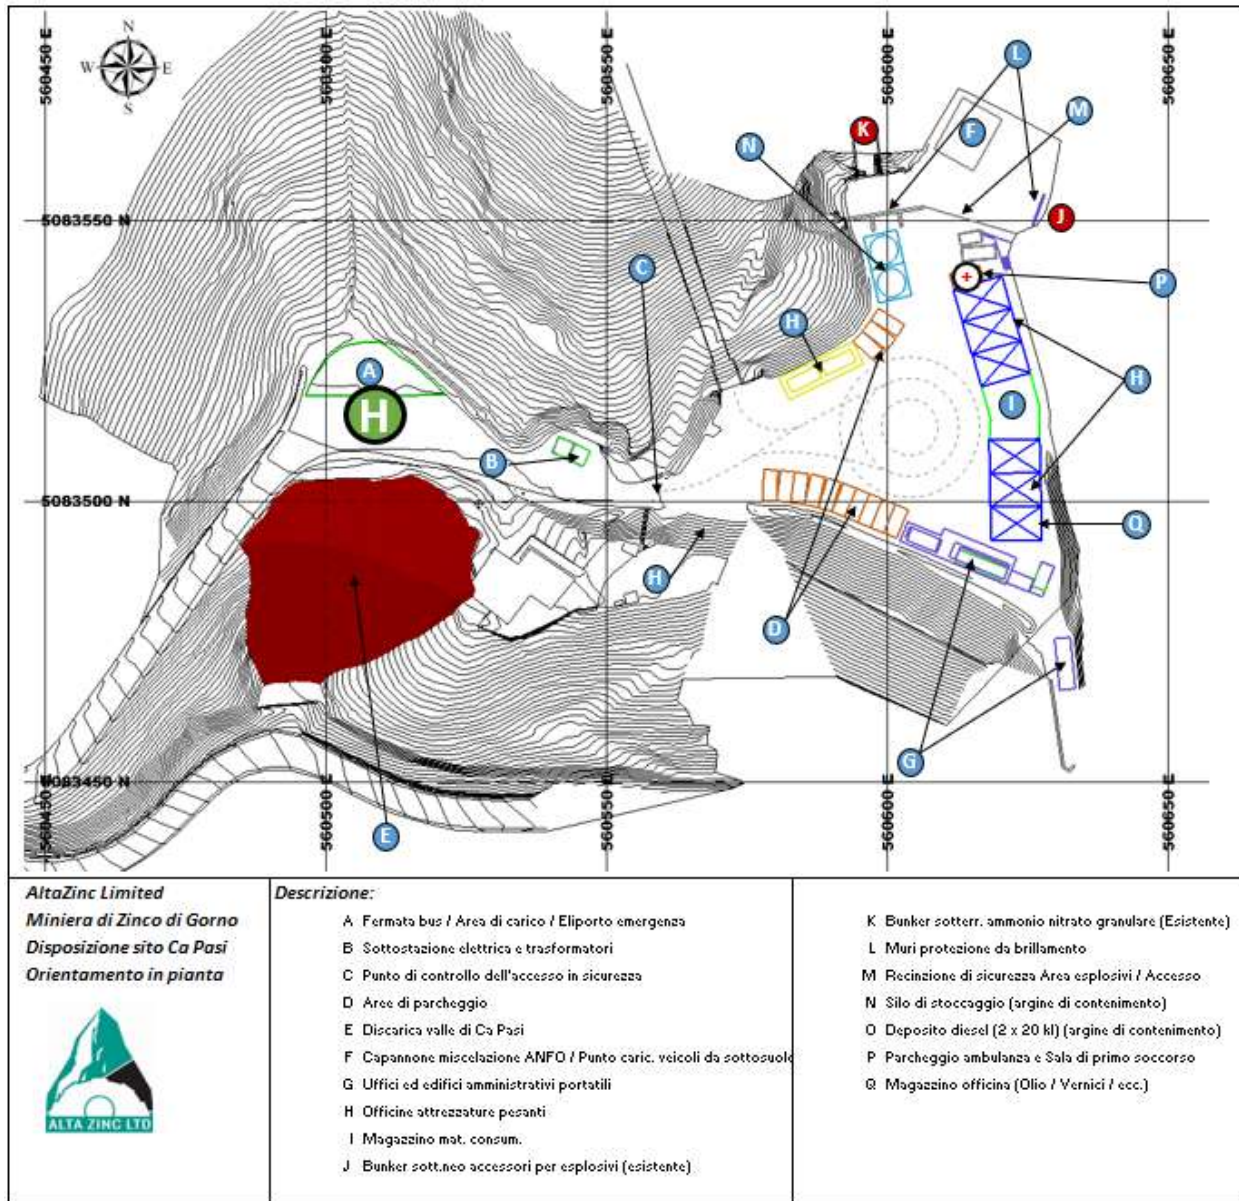 N
W E
S
560450 E
560500 E
560550 E
560600 E
560650 E
L
K
M
F
N
5083550 N
J
C
P
H
A
H
H
I
B
5083500 N
Q
H
D
G
5083450 N
E
560450 E
560500 E
560550 E
560600 E
560650 E
AltaZinc Limited
Miniera di Zinco di Gorno
Disposizione sito Ca Pasi
Orientamento in pianta
ALTA ZINC LTD
Descrizione:
A Fermata bus / Area di carico / Eliporto emergenza
B Sottostazione elettrica e trasformatori
C Punto di controllo dell'accesso in sicurezza
D Aree di parcheggio
E Discarica valle di Ca Pasi
F Capannone miscelazione ANFO / Punto caric. veicoli da sottosuolo
G Uffici ed edifici amministrativi portatili
H Officine attrezzature pesanti
I Magazzino mat. consum.
J Bunker sott.neo accessori per esplosivi (esistente)
K Bunker sotterr. ammonio nitrato granulare (Esistente)
L Muri protezione da brillamento
M Recinzione di sicurezza Area esplosivi / Accesso
N Silo di stoccaggio (argine di contenimento)
O Deposito diesel (2 x 20 kl) (argine di contenimento)
P Parcheggio ambulanza e Sala di primo soccorso
Q Magazzino officina (Olio / Vernici / ecc.)